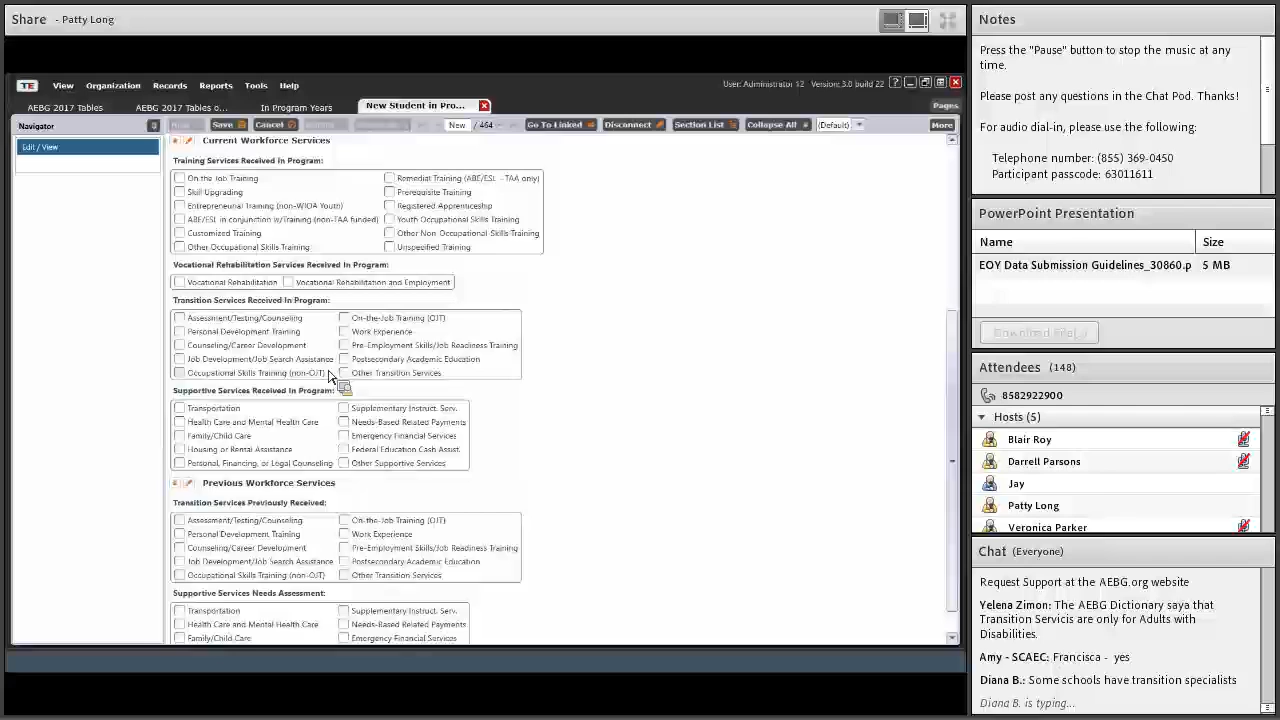 Share - Patty Long
TE View Organization Records Reports Tools Help
User: Administrator 12 Version: 3.0 build 22
AEBG 2017 Tables AEBG 2017 Tables o... In Program Years New Student in Pro... Pages
Navigator
Save Cancel New / 464 Go To Linked Disconnect Section List Collapse All (Default) More
Edit / View
Current Workforce Services
Training Services Received in Program:
On the Job Training Remedial Training (ABE/ESL - TAA only)
Skill Upgrading Prerequisite Training
Entrepreneural Training (non-WIOA Youth) Registered Apprenticeship
ABE/ESL in conjunction w/Training (non-TAA funded) Youth Occupational Skills Training
Customized Training Other Non-Occupational-Skills Training
Other Occupational Skills Training Unspecified Training
Vocational Rehabilitation Services Received In Program:
Vocational Rehabilitation Vocational Rehabilitation and Employment
Transition Services Received In Program:
Assessment/Testing/Counseling On-the-Job Training (OJT)
Personal Development Training Work Experience
Counseling/Career Development Pre-Employment Skills/Job Readiness Training
Job Development/Job Search Assistance Postsecondary Academic Education
Occupational Skills Training (non-OJT) Other Transition Services
Supportive Services Received In Program:
Transportation Supplementary Instruct. Serv.
Health Care and Mental Health Care Needs-Based Related Payments
Family/Child Care Emergency Financial Services
Housing or Rental Assistance Federal Education Cash Assist.
Personal, Financing, or Legal Counseling Other Supportive Services
Previous Workforce Services
Transition Services Previously Received:
Assessment/Testing/Counseling On-the-Job Training (OJT)
Personal Development Training Work Experience
Counseling/Career Development Pre-Employment Skills/Job Readiness Training
Job Development/Job Search Assistance Postsecondary Academic Education
Occupational Skills Training (non-OJT) Other Transition Services
Supportive Services Needs Assessment:
Transportation Supplementary Instruct. Serv.
Health Care and Mental Health Care Needs-Based Related Payments
Family/Child Care Emergency Financial Services
Notes
Press the "Pause" button to stop the music at any
time.
Please post any questions in the Chat Pod. Thanks!
For audio dial-in, please use the following:
Telephone number: (855) 369-0450
Participant passcode: 63011611
PowerPoint Presentation
Name Size
EOY Data Submission Guidelines_30860.p 5 MB
Download File(s)
Attendees (148)
8582922900
Hosts (5)
Blair Roy
Darrell Parsons
Jay
Patty Long
Veronica Parker
Chat (Everyone)
Request Support at the AEBG.org website
Yelena Zimon: The AEBG Dictionary saya that
Transition Servicis are only for Adults with
Disabilities.
Amy - SCAEC: Francisca - yes
Diana B.: Some schools have transition specialists
Diana B. is typing...